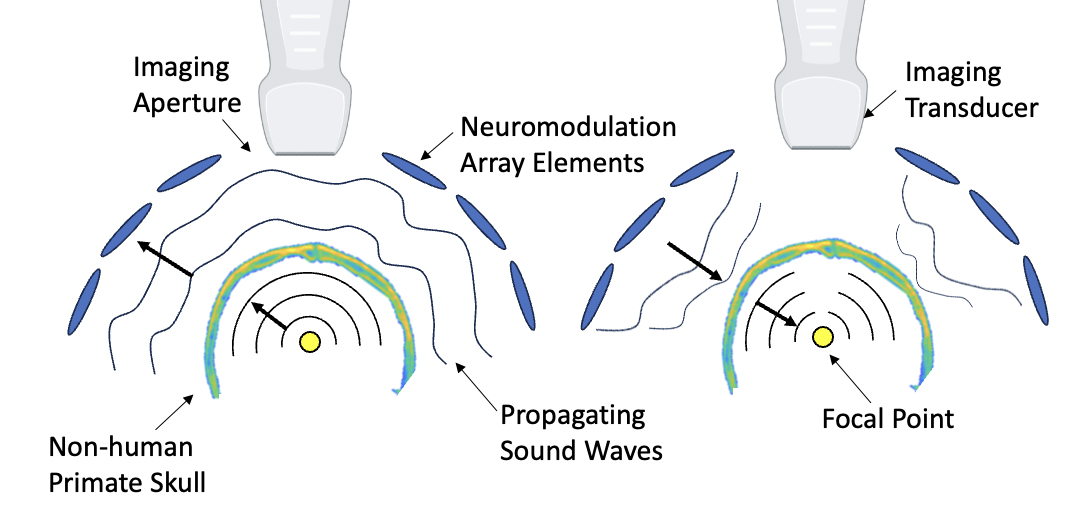 Imaging
Aperture
Neuromodulation
Array Elements
Imaging
Transducer
Non-human
Primate Skull
Propagating
Sound Waves
Focal Point